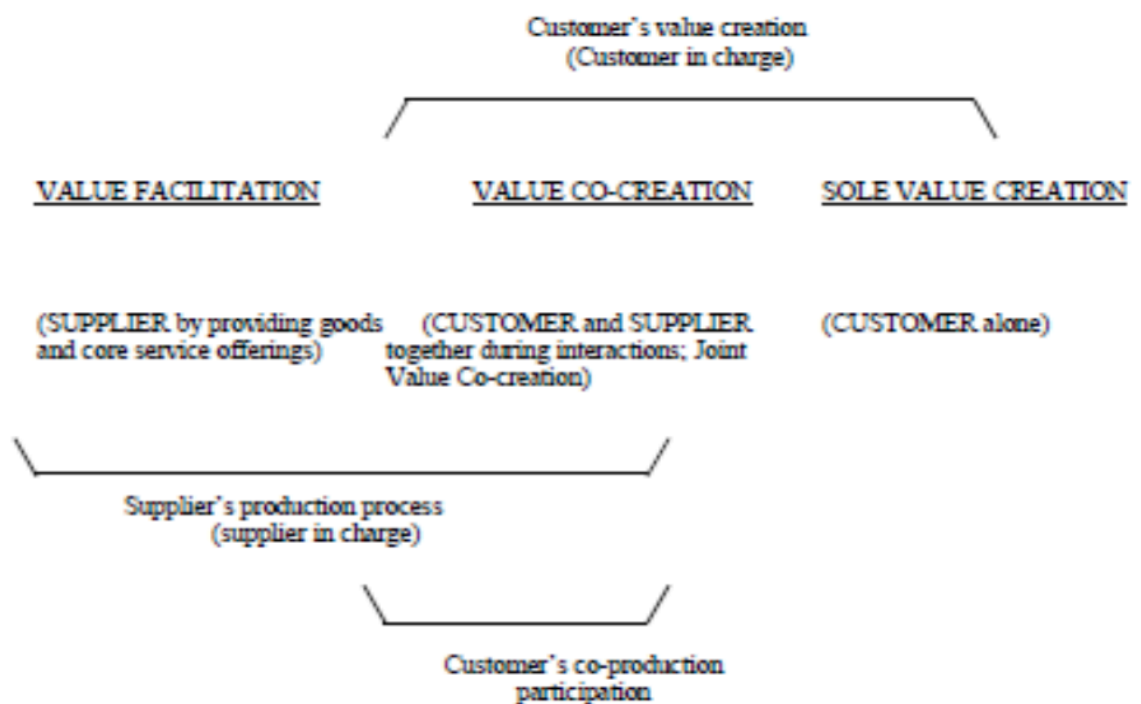 Customer's value creation
(Customer in charge)
VALUE FACILITATION
VALUE CO-CREATION
SOLE VALUE CREATION
(SUPPLIER by providing goods
and core service offerings)
(CUSTOMER and SUPPLIER
together during interactions; Joint
Value Co-creation)
(CUSTOMER alone)
Supplier's production process
(supplier in charge)
Customer's co-production
participation